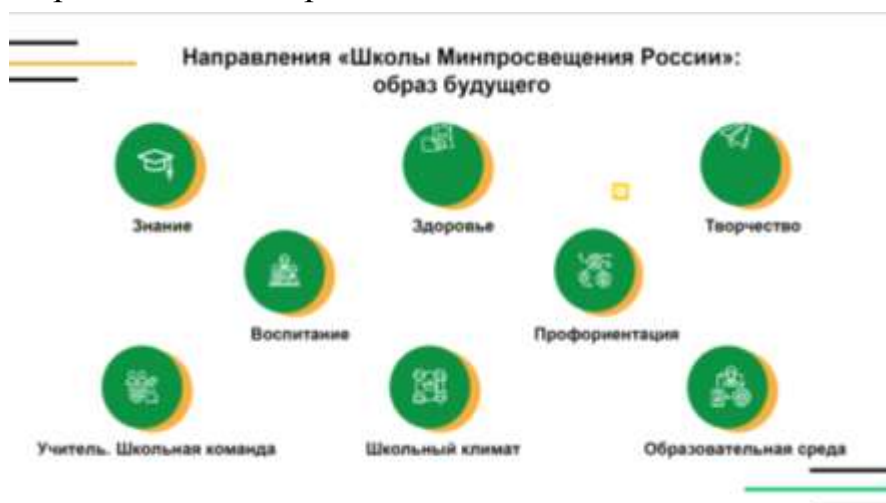 Направления «Школы Минпросвещения России»:
образ будущего
Знание
Здоровье
Творчество
Воспитание
Профориентация
Учитель. Школьная команда
Школьный климат
Образовательная среда